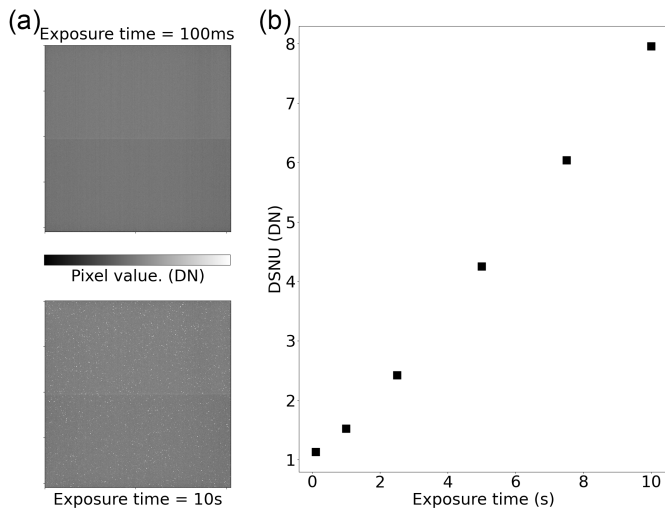 (a)
Exposure time = 100ms
Pixel value. (DN)
Exposure time = 10s
(b)
8
7
6
5
4
3
2
1
DSNU (DN)
0 2 4 6 8 10
Exposure time (s)